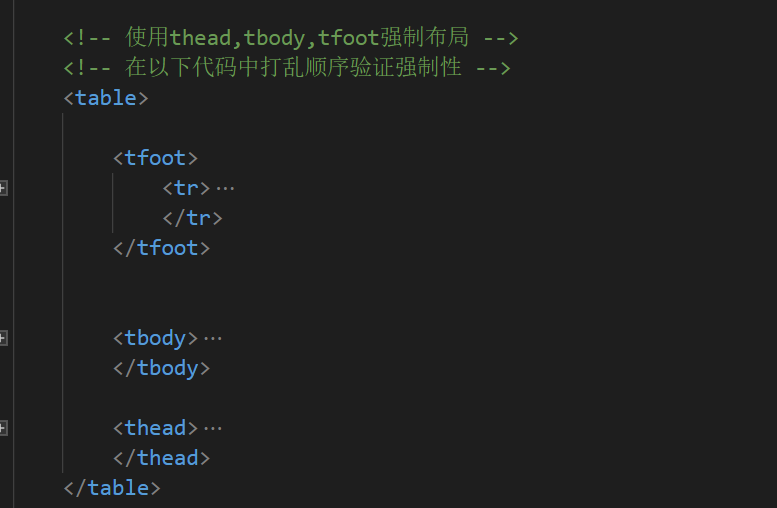 <!-- 使用thead,tbody,tfoot强制布局 -->
<!-- 在以下代码中打乱顺序验证强制性 -->
<table>
<tfoot>
<tr>···
</tr>
</tfoot>
<tbody>···
</tbody>
<thead>···
</thead>
</table>